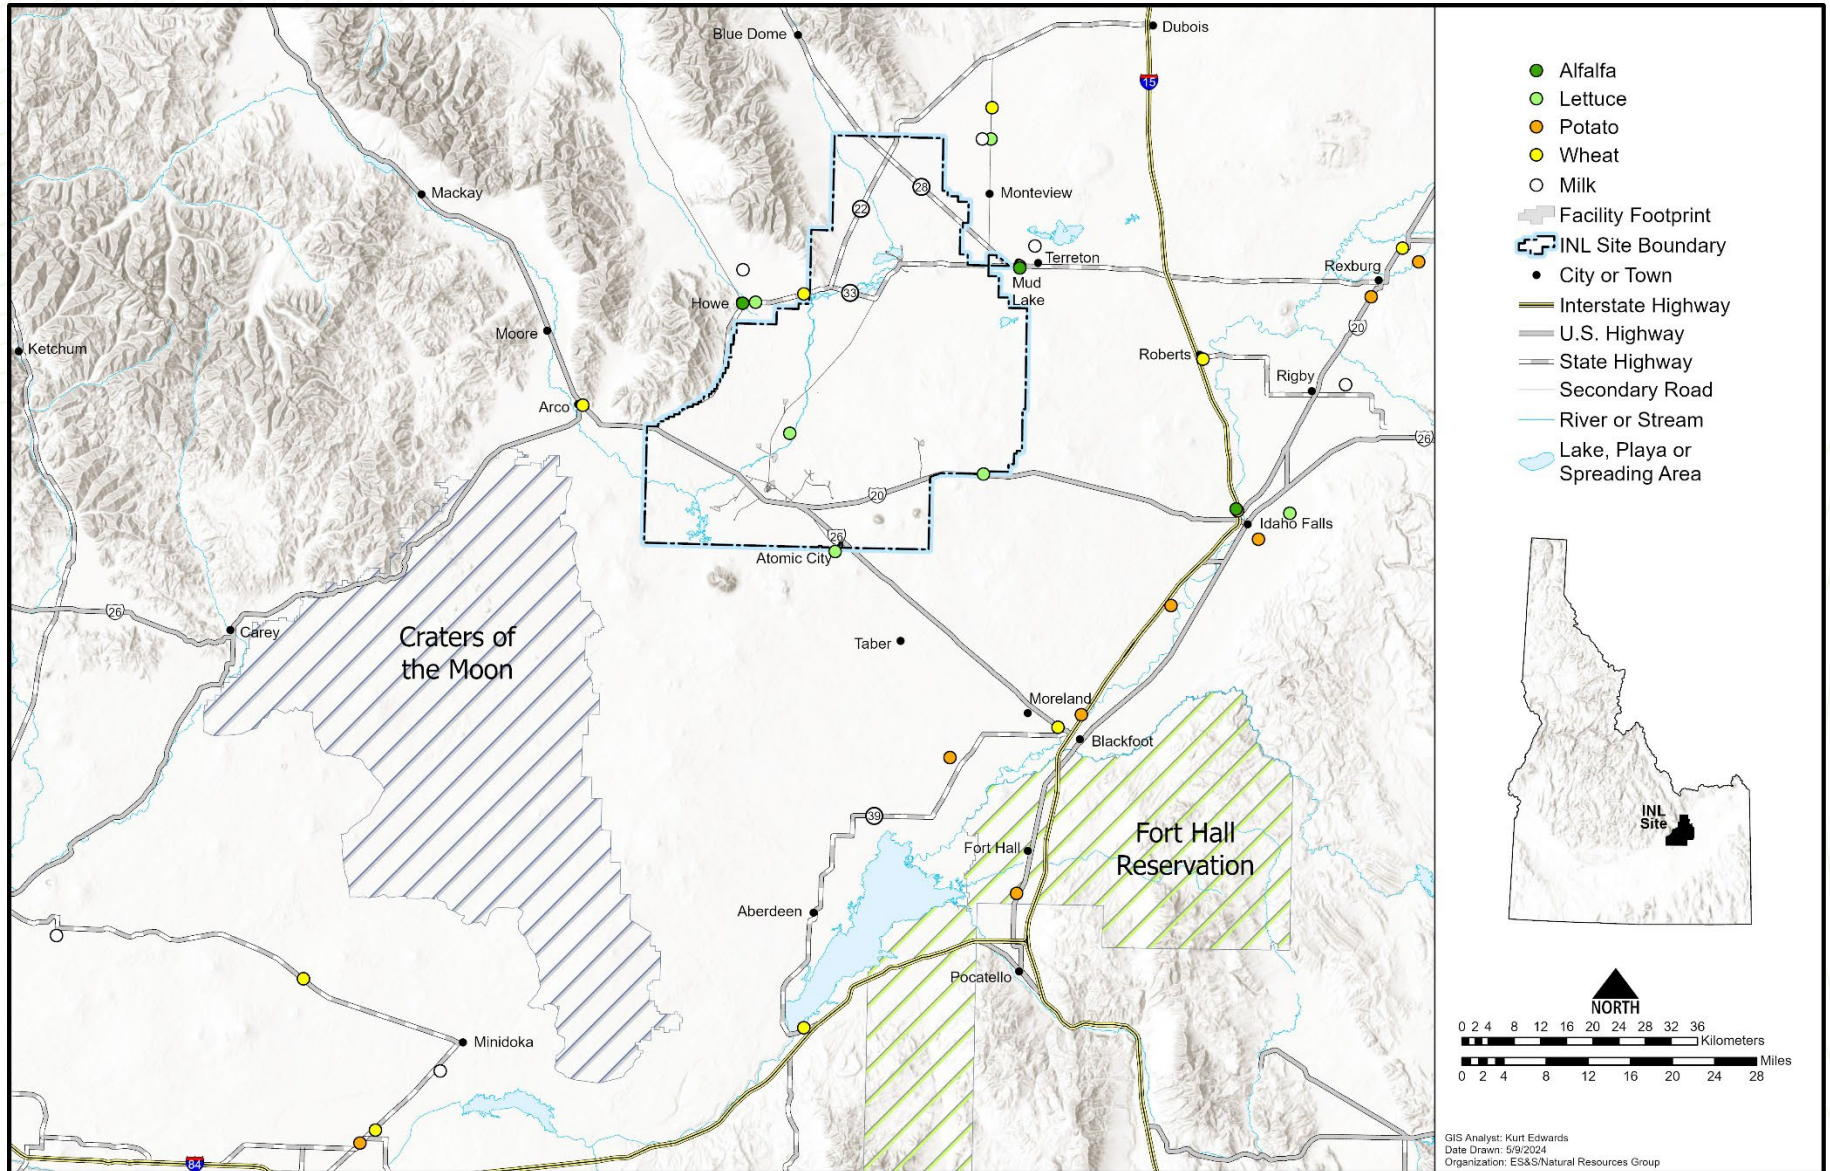 Blue Dome
Dubois
15
Mackay
28
22
Monteview
Terreton
Mud
Lake
Rexburg
Howe
33
Moore
Ketchum
20
Roberts
Rigby
Arco
26
20
Idaho Falls
26
Atomic City
26
Carey
Craters of
the Moon
Taber
Moreland
Blackfoot
39
Fort Hall
Fort Hall
Reservation
Aberdeen
Pocatello
Minidoka
84
Alfalfa
Lettuce
Potato
Wheat
Milk
Facility Footprint
INL Site Boundary
City or Town
Interstate Highway
U.S. Highway
State Highway
Secondary Road
River or Stream
Lake, Playa or
Spreading Area
INL
Site
NORTH
0 2 4 8 12 16 20 24 28 32 36
Kilometers
Miles
0 2 4 8 12 16 20 24 28
GIS Analyst: Kurt Edwards
Date Drawn: 5/9/2024
Organization: ES&S/Natural Resources Group